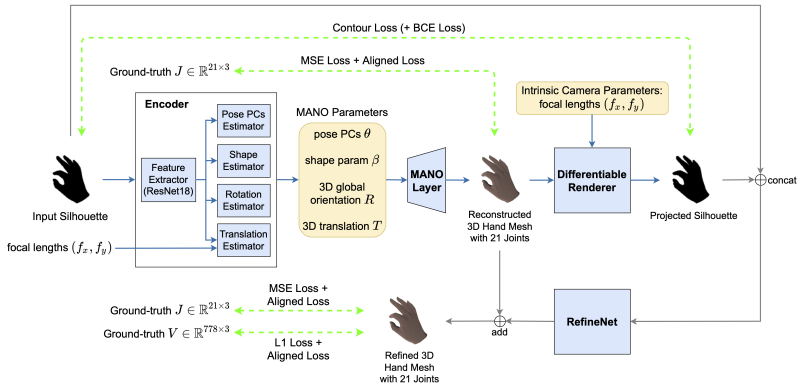 Contour Loss (+ BCE Loss)
MSE Loss + Aligned Loss
Ground-truth J ∈ ℝ^{21×3}
Intrinsic Camera Parameters:
focal lengths (f_x, f_y)
Encoder
MANO Parameters
Pose PCs
Estimator
pose PCs θ
Shape
Estimator
shape param β
Feature
Extractor
(ResNet18)
MANO
Layer
Differentiable
Renderer
concat
Rotation
Estimator
3D global
orientation R
Input Silhouette
Reconstructed
3D Hand Mesh
with 21 Joints
Projected Silhouette
Translation
Estimator
3D translation T
focal lengths (f_x, f_y)
MSE Loss +
Aligned Loss
Ground-truth J ∈ ℝ^{21×3}
Ground-truth V ∈ ℝ^{778×3}
L1 Loss +
Aligned Loss
add
RefineNet
Refined 3D
Hand Mesh
with 21 Joints